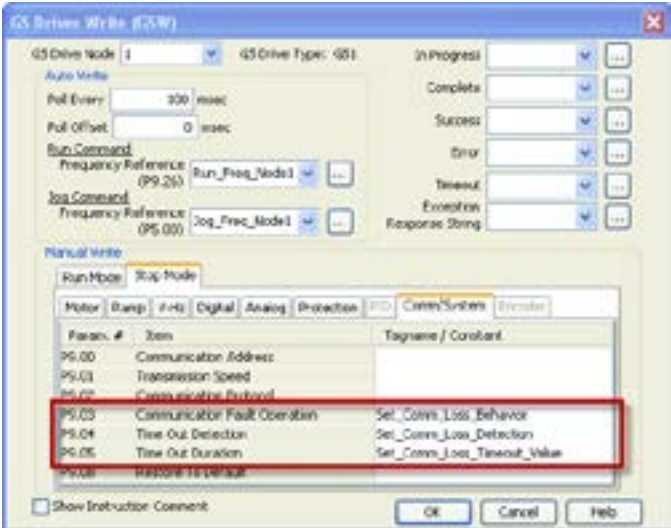 GS Drives Write (GSW)
GS Drive Node 1 GS Drive Type: GS1
Auto Write
Poll Every 100 msec
Poll Offset 0 msec
Run Command
Frequency Reference (P9.26) Run_Freq_Node1 ...
Jog Command
Frequency Reference (P5.00) Jog_Freq_Node1 ...
In Progress ...
Complete ...
Success ...
Error ...
Timeout ...
Exception
Response String ...
Manual Write
Run Mode Stop Mode
Motor Ramp V/Hz Digital Analog Protection PID Comm/System Encoder
Param. # Item Tagname / Constant
P9.00 Communication Address
P9.01 Transmission Speed
P9.02 Communication Protocol
P9.03 Communication Fault Operation Set_Comm_Loss_Behavior
P9.04 Time Out Detection Set_Comm_Loss_Detection
P9.05 Time Out Duration Set_Comm_Loss_Timeout_Value
P9.08 Restore To Default
Show Instruction Comment OK Cancel Help